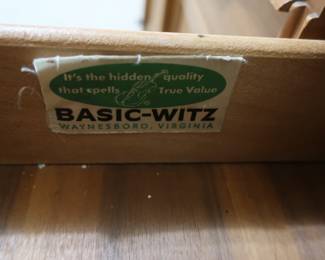 It's the hidden quality
that spells True Value
BASIC-WITZ
WAYNESBORO, VIRGINIA